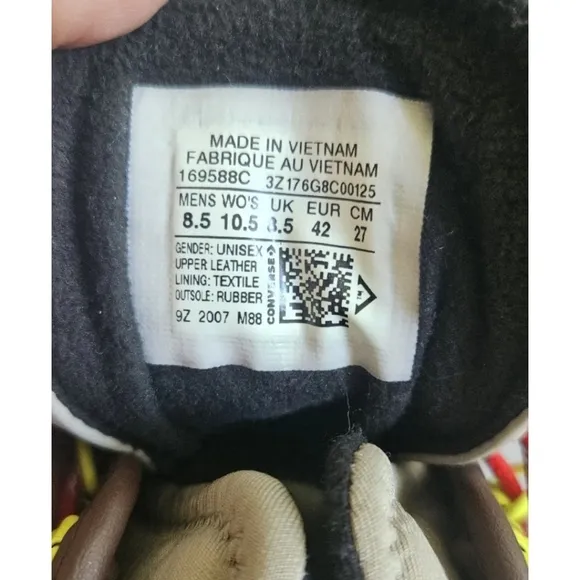 MADE IN VIETNAM
FABRIQUE AU VIETNAM
169588C 3Z176G8C00125
MENS WO'S UK EUR CM
8.5 10.5 8.5 42 27
GENDER: UNISEX
UPPER LEATHER
LINING: TEXTILE
OUTSOLE: RUBBER
9Z 2007 M88
CONVERSE